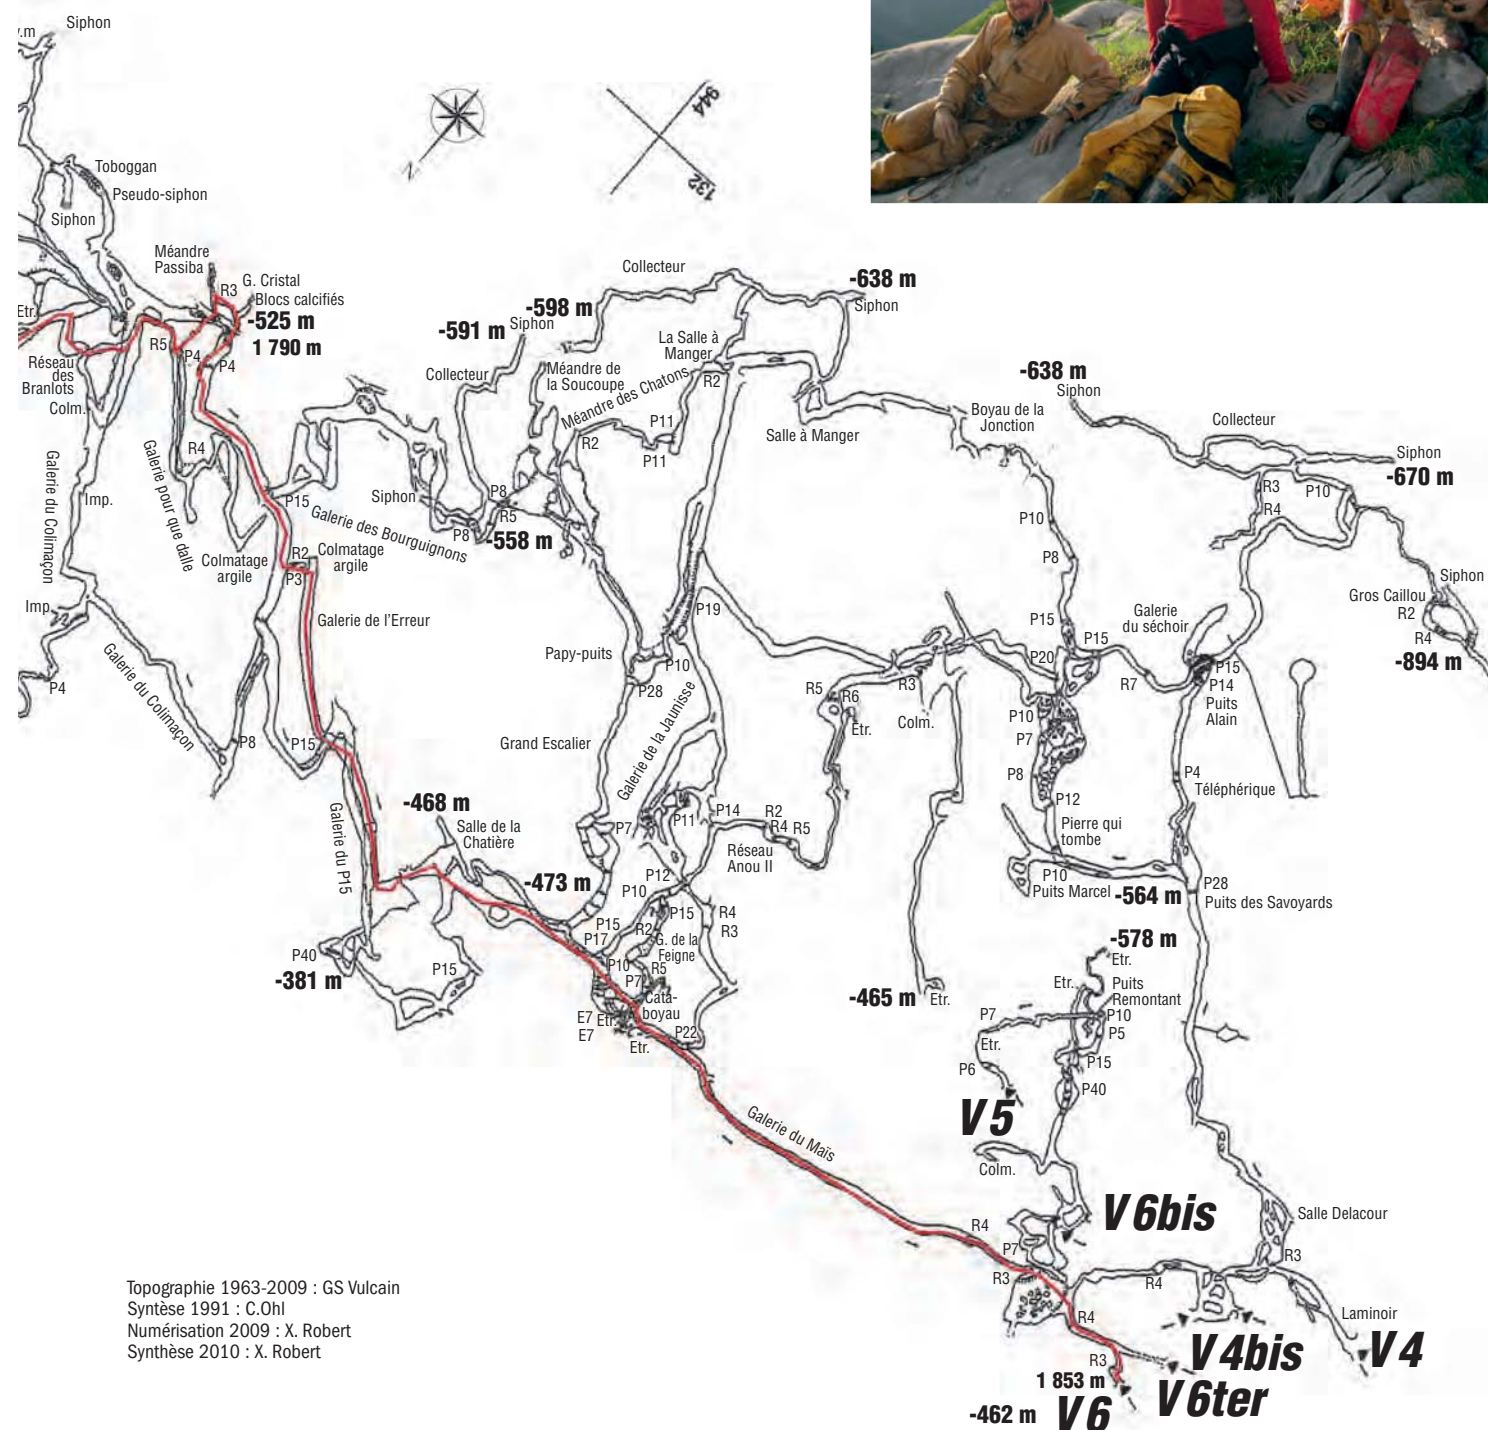 Siphon
Toboggan
Pseudo-siphon
Siphon
N
944
132
Méandre
Passiba
R3
G. Cristal
Blocs calcifiés
-525 m
1 790 m
Etr.
R5
P4
P4
Réseau
des
Branlots
Colm.
Collecteur
-638 m
Siphon
-598 m
-591 m
Siphon
La Salle à
Manger
R2
Collecteur
Méandre de
la Soucoupe
Méandre des Chatons
R2
P11
P11
Salle à Manger
-638 m
Siphon
Boyau de la
Jonction
Collecteur
Siphon
-670 m
R3
P10
R4
Galerie du Colimaçon
Imp.
Galerie pour que dalle
R4
P15
Galerie des Bourguignons
Siphon
P8
R5
P8
-558 m
P10
P8
Colmatage
argile
R2
Colmatage
argile
P3
Imp.
Galerie de l'Erreur
P19
P15
Galerie
du séchoir
Siphon
Gros Caillou
R2
R4
-894 m
P4
Galerie du Colimaçon
Papy-puits
P10
P28
P20
P15
R7
P15
P14
Puits
Alain
R5
R6
Etr.
R3
Colm.
P8
P15
Grand Escalier
Galerie de la Jaunisse
P10
P7
P8
P4
Téléphérique
Galerie du P15
-468 m
Salle de la
Chatière
P7
P11
P14
R2
R4
R5
Réseau
Anou II
P12
Pierre qui
tombe
-473 m
P12
P10
P10
Puits Marcel
-564 m
P28
Puits des Savoyards
P15
R4
R3
P15
R2
P17
G. de la
Feigne
P40
-381 m
P15
P10
R5
P7
Cata-
boyau
E7
Etr.
E7
Etr.
P22
-465 m
Etr.
-578 m
Etr.
Etr.
Puits
Remontant
P7
P10
P5
Etr.
P6
P15
P40
V5
Galerie du Maïs
Colm.
V6bis
Salle Delacour
R4
P7
R3
R3
R4
Laminoir
R4
V4bis
V4
R3
1 853 m
V6ter
-462 m
V6
Topographie 1963-2009 : GS Vulcain
Syntèse 1991 : C.Ohl
Numérisation 2009 : X. Robert
Synthèse 2010 : X. Robert